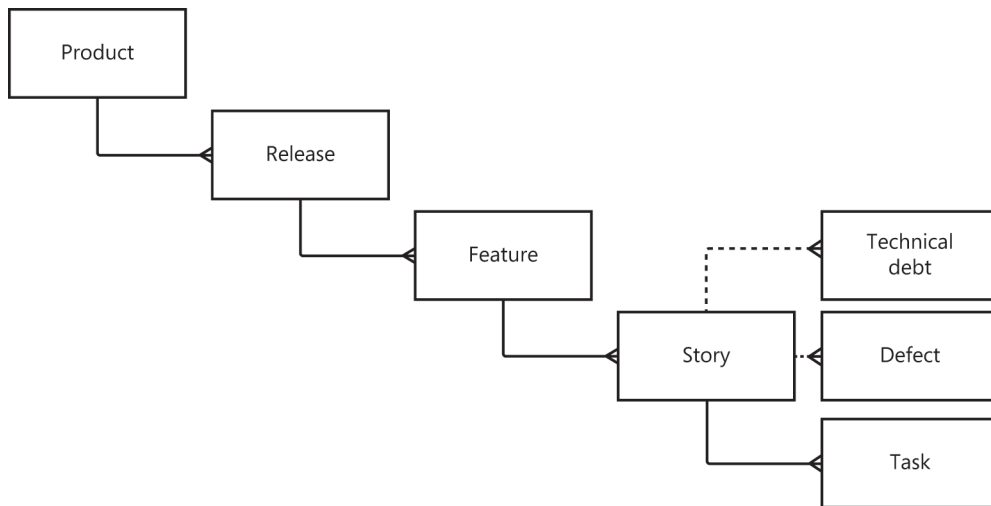 Product
Release
Feature
Technical
debt
Story
Defect
Task